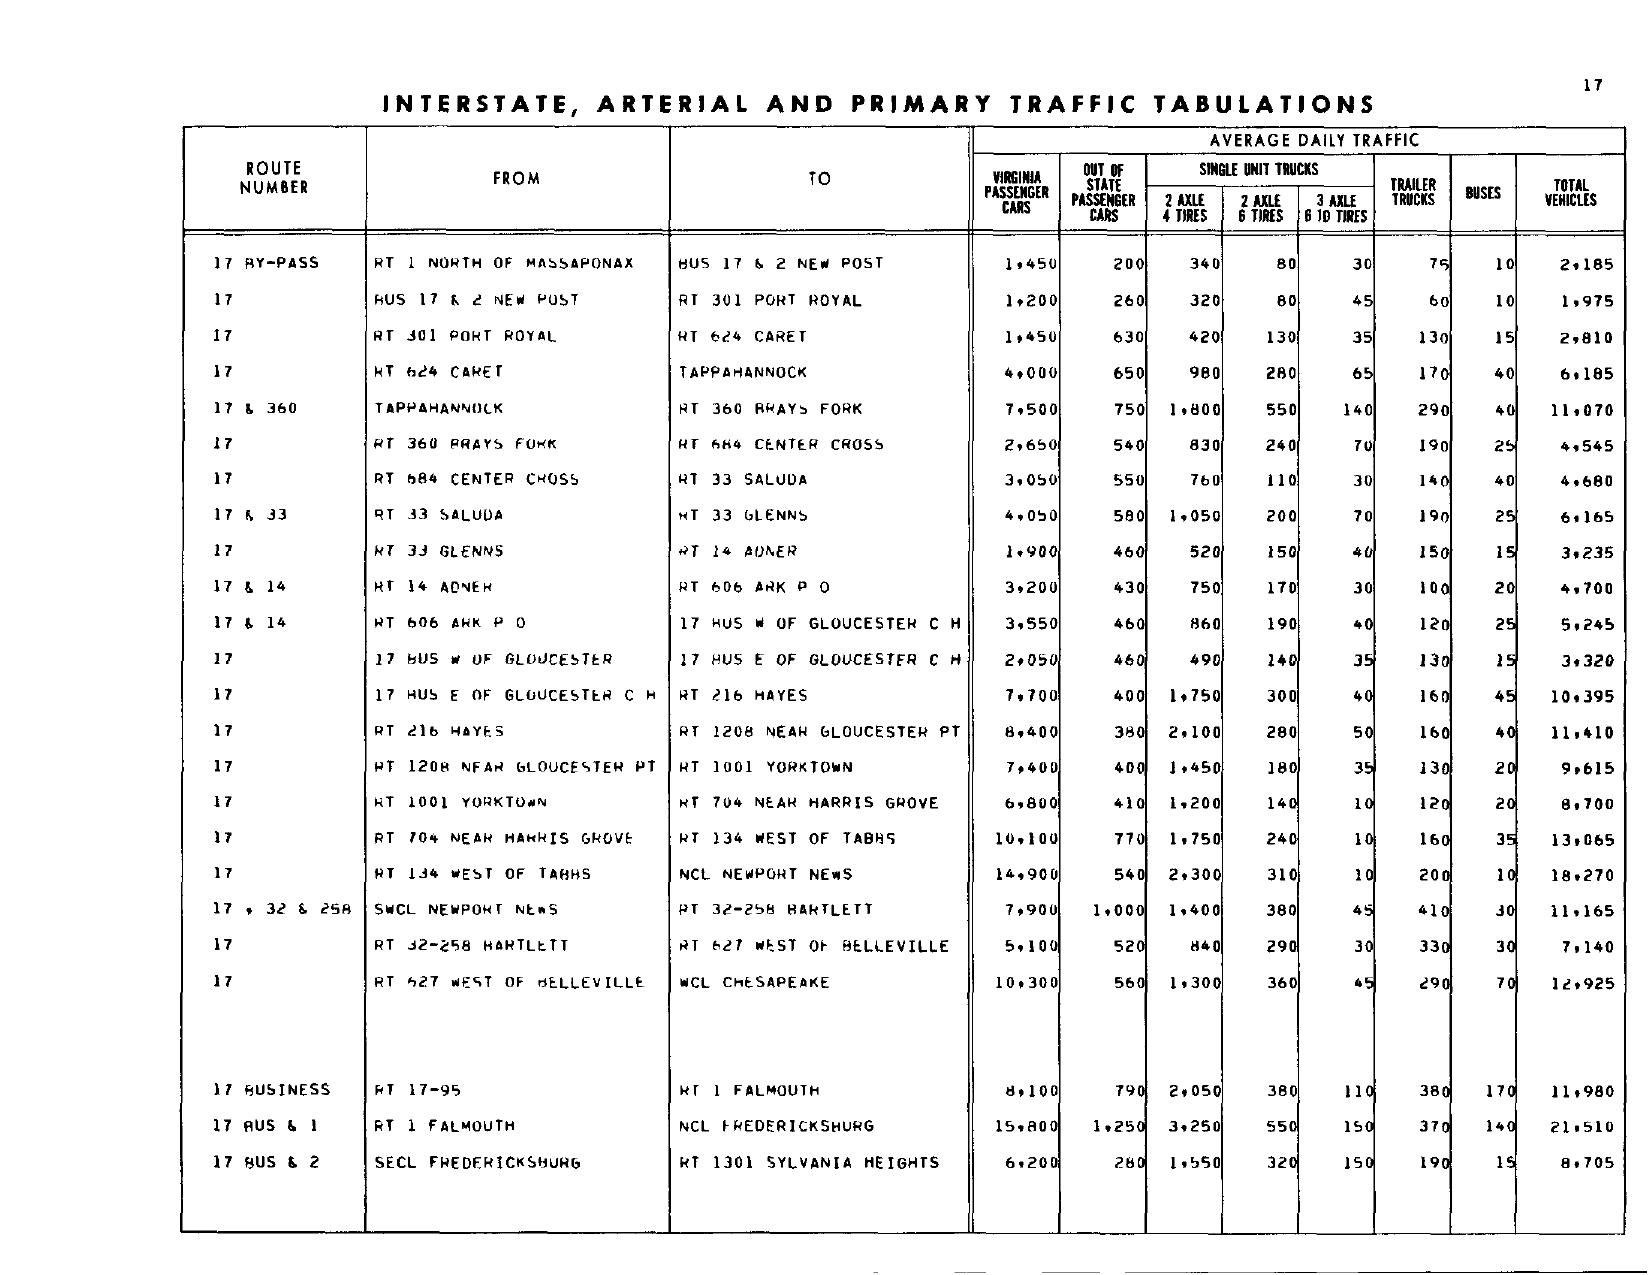 17
INTERSTATE, ARTERIAL AND PRIMARY TRAFFIC TABULATIONS
AVERAGE DAILY TRAFFIC
ROUTE NUMBER FROM TO VIRGINIA PASSENGER CARS OUT OF STATE PASSENGER CARS SINGLE UNIT TRUCKS 2 AXLE 4 TIRES 2 AXLE 6 TIRES 3 AXLE 6 10 TIRES TRAILER TRUCKS BUSES TOTAL VEHICLES
17 BY-PASS RT 1 NORTH OF MASSAPONAX BUS 17 & 2 NEW POST 1,450 200 340 80 30 75 10 2,185
17 BUS 17 & 2 NEW POST RT 301 PORT ROYAL 1,200 260 320 80 45 60 10 1,975
17 RT 301 PORT ROYAL RT 624 CARET 1,450 630 420 130 35 130 15 2,810
17 RT 624 CARET TAPPAHANNOCK 4,000 650 980 280 65 170 40 6,185
17 & 360 TAPPAHANNOCK RT 360 BRAYS FORK 7,500 750 1,800 550 140 290 40 11,070
17 RT 360 BRAYS FORK RT 684 CENTER CROSS 2,650 540 830 240 70 190 25 4,545
17 RT 684 CENTER CROSS RT 33 SALUDA 3,050 550 760 110 30 140 40 4,680
17 & 33 RT 33 SALUDA RT 33 GLENNS 4,050 580 1,050 200 70 190 25 6,165
17 RT 33 GLENNS RT 14 ADNER 1,900 460 520 150 40 150 15 3,235
17 & 14 RT 14 ADNER RT 606 ARK P O 3,200 430 750 170 30 100 20 4,700
17 & 14 RT 606 ARK P O 17 BUS W OF GLOUCESTER C H 3,550 460 860 190 40 120 25 5,245
17 17 BUS W OF GLOUCESTER 17 BUS E OF GLOUCESTER C H 2,050 460 490 140 35 130 15 3,320
17 17 BUS E OF GLOUCESTER C H RT 216 HAYES 7,700 400 1,750 300 40 160 45 10,395
17 RT 216 HAYES RT 1208 NEAR GLOUCESTER PT 8,400 380 2,100 280 50 160 40 11,410
17 RT 1208 NEAR GLOUCESTER PT RT 1001 YORKTOWN 7,400 400 1,450 180 35 130 20 9,615
17 RT 1001 YORKTOWN RT 704 NEAR HARRIS GROVE 6,800 410 1,200 140 10 120 20 8,700
17 RT 704 NEAR HARRIS GROVE RT 134 WEST OF TABBS 10,100 770 1,750 240 10 160 35 13,065
17 RT 134 WEST OF TABBS NCL NEWPORT NEWS 14,900 540 2,300 310 10 200 10 18,270
17 , 32 & 258 SWCL NEWPORT NEWS RT 32-258 BARTLETT 7,900 1,000 1,400 380 45 410 30 11,165
17 RT 32-258 BARTLETT RT 627 WEST OF BELLEVILLE 5,100 520 840 290 30 330 30 7,140
17 RT 627 WEST OF BELLEVILLE WCL CHESAPEAKE 10,300 560 1,300 360 45 290 70 12,925
17 BUSINESS RT 17-95 RT 1 FALMOUTH 8,100 790 2,050 380 110 380 170 11,980
17 BUS & 1 RT 1 FALMOUTH NCL FREDERICKSBURG 15,800 1,250 3,250 550 150 370 140 21,510
17 BUS & 2 SECL FREDERICKSBURG RT 1301 SYLVANIA HEIGHTS 6,200 280 1,550 320 150 190 15 8,705